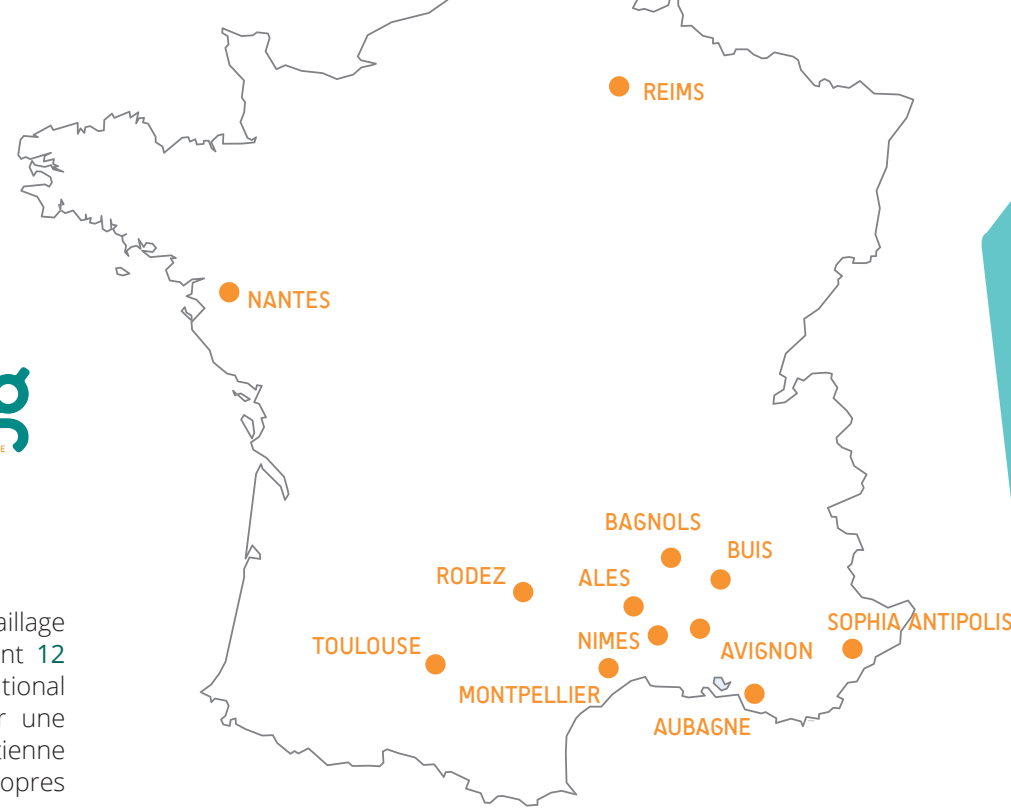 REIMS
NANTES
g
E
BAGNOLS
BUIS
RODEZ
ALES
SOPHIA ANTIPOLIS
aillage
TOULOUSE
NIMES
AVIGNON
nt 12
tional
MONTPELLIER
r une
AUBAGNE
ienne
opres